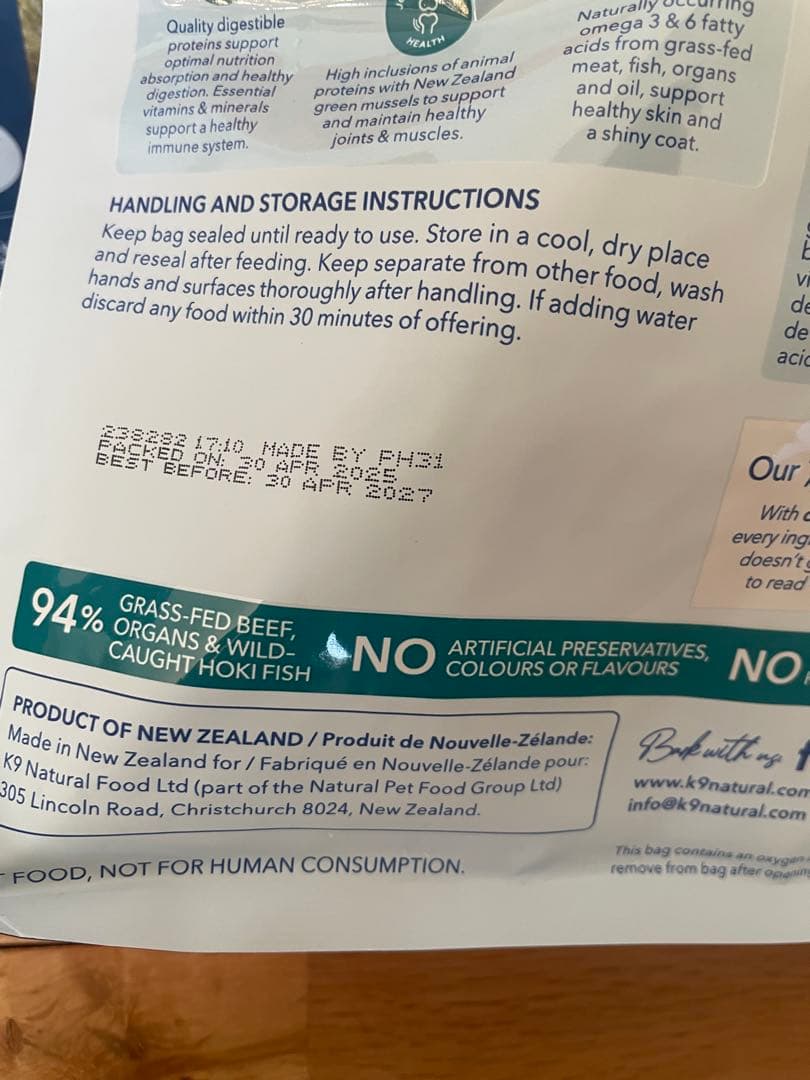 Quality digestible
proteins support
optimal nutrition
absorption and healthy
digestion. Essential
vitamins & minerals
support a healthy
immune system.
HEALTH
High inclusions of animal
proteins with New Zealand
green mussels to support
and maintain healthy
joints & muscles.
Naturally occurring
omega 3 & 6 fatty
acids from grass-fed
meat, fish, organs
and oil, support
healthy skin and
a shiny coat.
HANDLING AND STORAGE INSTRUCTIONS
Keep bag sealed until ready to use. Store in a cool, dry place
and reseal after feeding. Keep separate from other food, wash
hands and surfaces thoroughly after handling. If adding water
discard any food within 30 minutes of offering.
238282 17:10 MADE BY PH31
PACKED ON: 30 APR 2025
BEST BEFORE: 30 APR 2027
Our
With
every
doesn't
to read
94% GRASS-FED BEEF,
ORGANS & WILD-
CAUGHT HOKI FISH
NO ARTIFICIAL PRESERVATIVES,
COLOURS OR FLAVOURS
NO
PRODUCT OF NEW ZEALAND / Produit de Nouvelle-Zélande:
Made in New Zealand for / Fabriqué en Nouvelle-Zélande pour:
K9 Natural Food Ltd (part of the Natural Pet Food Group Ltd)
305 Lincoln Road, Christchurch 8024, New Zealand.
Bark with us
www.k9natural.com
info@k9natural.com
This bag contains an oxygen
remove from bag after opening
FOOD, NOT FOR HUMAN CONSUMPTION.